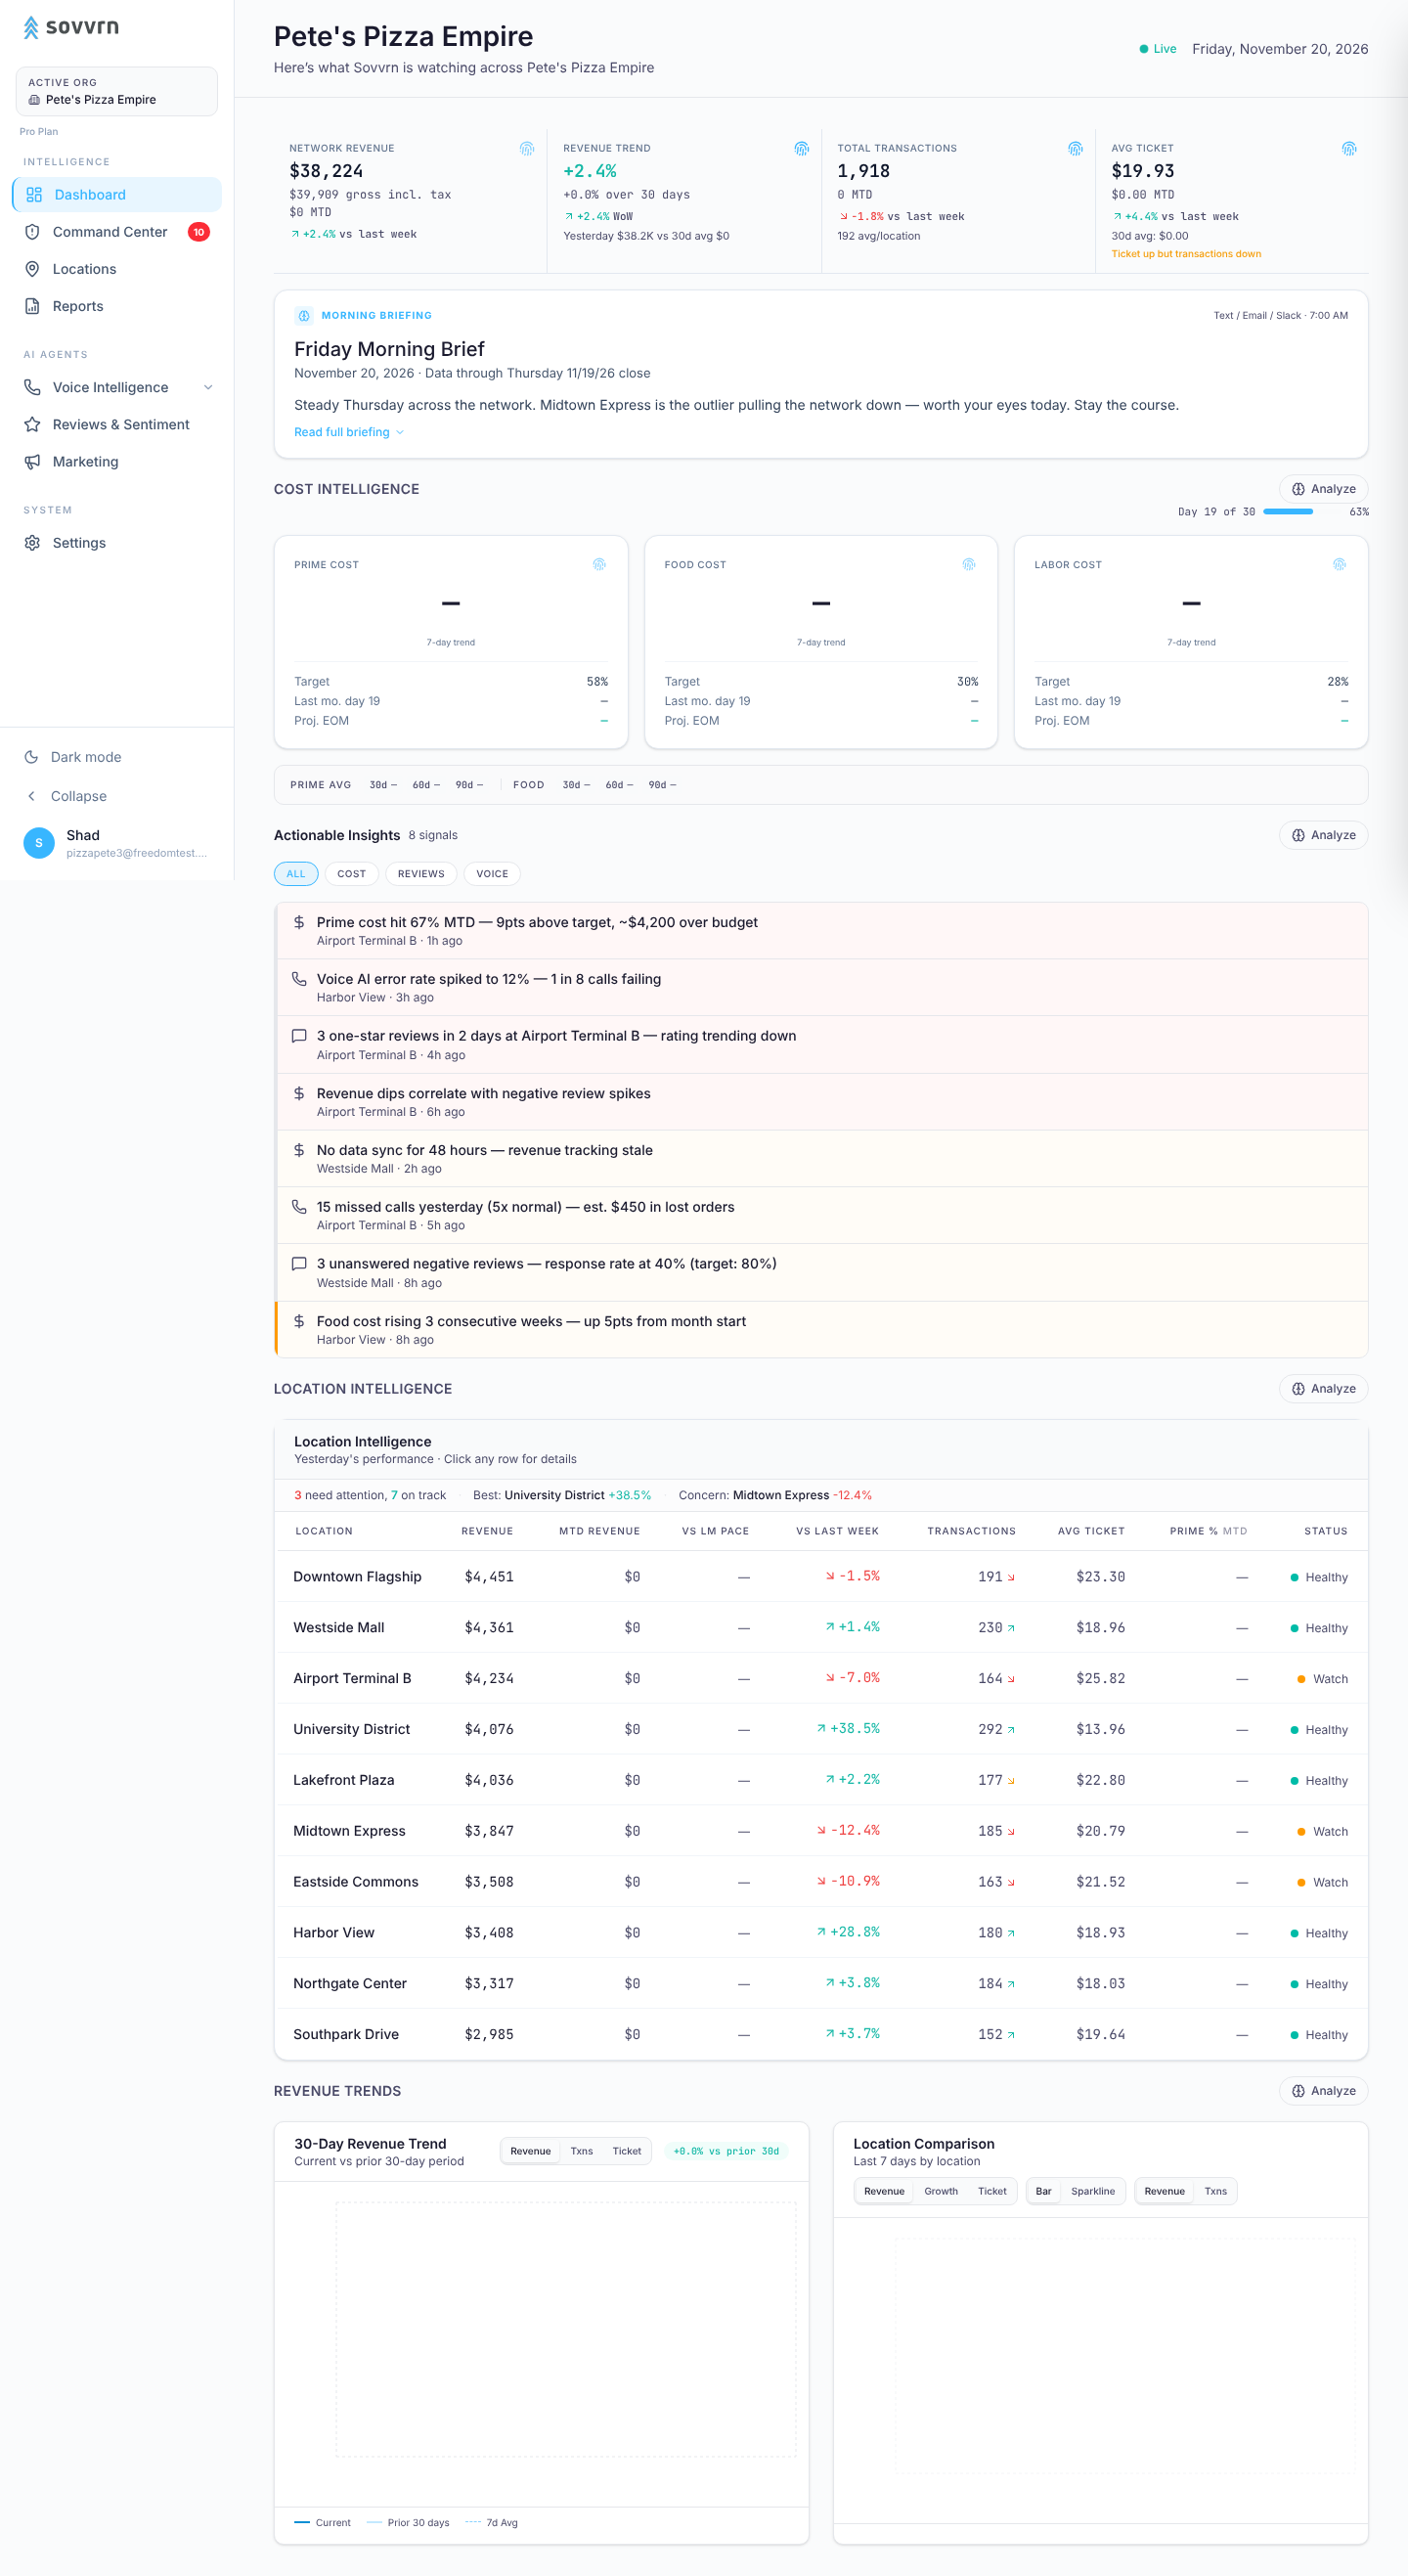 sovvrn
ACTIVE ORG
Pete's Pizza Empire
Pro Plan
INTELLIGENCE
Dashboard
Command Center 10
Locations
Reports
AI AGENTS
Voice Intelligence
Reviews & Sentiment
Marketing
SYSTEM
Settings
Dark mode
Collapse
S
Shad
pizzapete3@freedomtest....
Pete's Pizza Empire
Here's what Sovvrn is watching across Pete's Pizza Empire
Live Friday, November 20, 2026
NETWORK REVENUE
$38,224
$39,909 gross incl. tax
$0 MTD
+2.4% vs last week
REVENUE TREND
+2.4%
+0.0% over 30 days
+2.4% WoW
Yesterday $38.2K vs 30d avg $0
TOTAL TRANSACTIONS
1,918
0 MTD
-1.8% vs last week
192 avg/location
AVG TICKET
$19.93
$0.00 MTD
+4.4% vs last week
30d avg: $0.00
Ticket up but transactions down
MORNING BRIEFING
Text / Email / Slack · 7:00 AM
Friday Morning Brief
November 20, 2026 · Data through Thursday 11/19/26 close
Steady Thursday across the network. Midtown Express is the outlier pulling the network down — worth your eyes today. Stay the course.
Read full briefing
COST INTELLIGENCE
Analyze
Day 19 of 30 63%
PRIME COST
—
7-day trend
Target 58%
Last mo. day 19 —
Proj. EOM —
FOOD COST
—
7-day trend
Target 30%
Last mo. day 19 —
Proj. EOM —
LABOR COST
—
7-day trend
Target 28%
Last mo. day 19 —
Proj. EOM —
PRIME AVG 30d — 60d — 90d — FOOD 30d — 60d — 90d —
Actionable Insights 8 signals
Analyze
ALL COST REVIEWS VOICE
Prime cost hit 67% MTD — 9pts above target, ~$4,200 over budget
Airport Terminal B · 1h ago
Voice AI error rate spiked to 12% — 1 in 8 calls failing
Harbor View · 3h ago
3 one-star reviews in 2 days at Airport Terminal B — rating trending down
Airport Terminal B · 4h ago
Revenue dips correlate with negative review spikes
Airport Terminal B · 6h ago
No data sync for 48 hours — revenue tracking stale
Westside Mall · 2h ago
15 missed calls yesterday (5x normal) — est. $450 in lost orders
Airport Terminal B · 5h ago
3 unanswered negative reviews — response rate at 40% (target: 80%)
Westside Mall · 8h ago
Food cost rising 3 consecutive weeks — up 5pts from month start
Harbor View · 8h ago
LOCATION INTELLIGENCE
Analyze
Location Intelligence
Yesterday's performance · Click any row for details
3 need attention, 7 on track · Best: University District +38.5% · Concern: Midtown Express -12.4%
LOCATION REVENUE MTD REVENUE VS LM PACE VS LAST WEEK TRANSACTIONS AVG TICKET PRIME % MTD STATUS
Downtown Flagship $4,451 $0 — -1.5% 191 $23.30 — Healthy
Westside Mall $4,361 $0 — +1.4% 230 $18.96 — Healthy
Airport Terminal B $4,234 $0 — -7.0% 164 $25.82 — Watch
University District $4,076 $0 — +38.5% 292 $13.96 — Healthy
Lakefront Plaza $4,036 $0 — +2.2% 177 $22.80 — Healthy
Midtown Express $3,847 $0 — -12.4% 185 $20.79 — Watch
Eastside Commons $3,508 $0 — -10.9% 163 $21.52 — Watch
Harbor View $3,408 $0 — +28.8% 180 $18.93 — Healthy
Northgate Center $3,317 $0 — +3.8% 184 $18.03 — Healthy
Southpark Drive $2,985 $0 — +3.7% 152 $19.64 — Healthy
REVENUE TRENDS
Analyze
30-Day Revenue Trend
Current vs prior 30-day period
Revenue Txns Ticket +0.0% vs prior 30d
Current Prior 30 days 7d Avg
Location Comparison
Last 7 days by location
Revenue Growth Ticket Bar Sparkline Revenue Txns